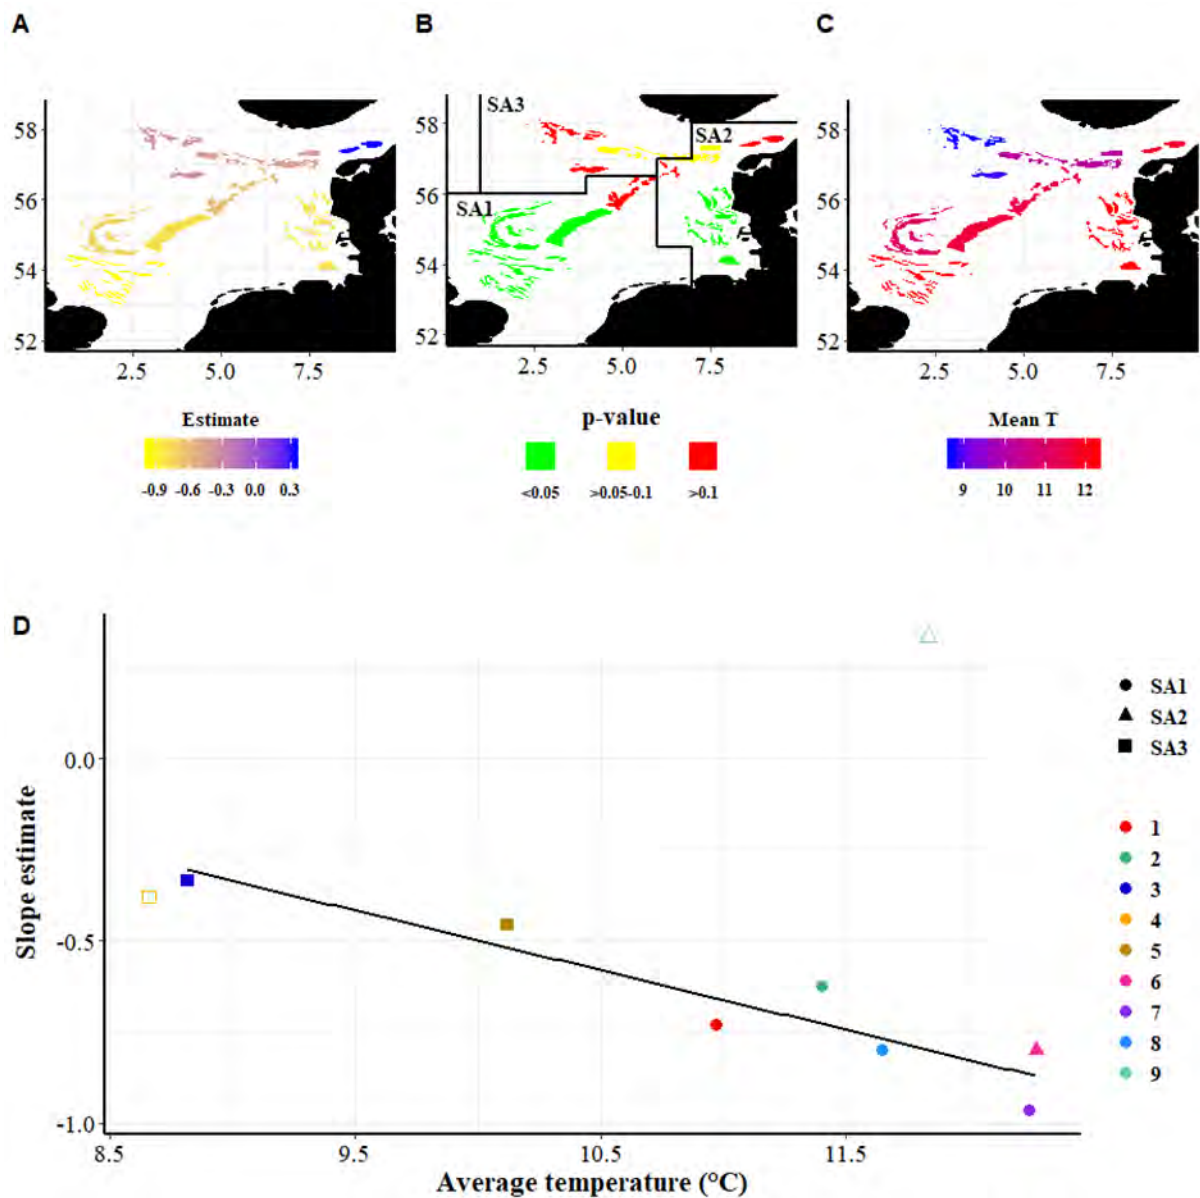 A B C
58
56
54
52
2.5 5.0 7.5
Estimate
-0.9 -0.6 -0.3 0.0 0.3
SA3
SA2
SA1
58
56
54
52
2.5 5.0 7.5
p-value
<0.05 >0.05-0.1 >0.1
58
56
54
52
2.5 5.0 7.5
Mean T
9 10 11 12
D
Slope estimate
0.0
-0.5
-1.0
8.5 9.5 10.5 11.5
Average temperature (°C)
SA1
SA2
SA3
1
2
3
4
5
6
7
8
9